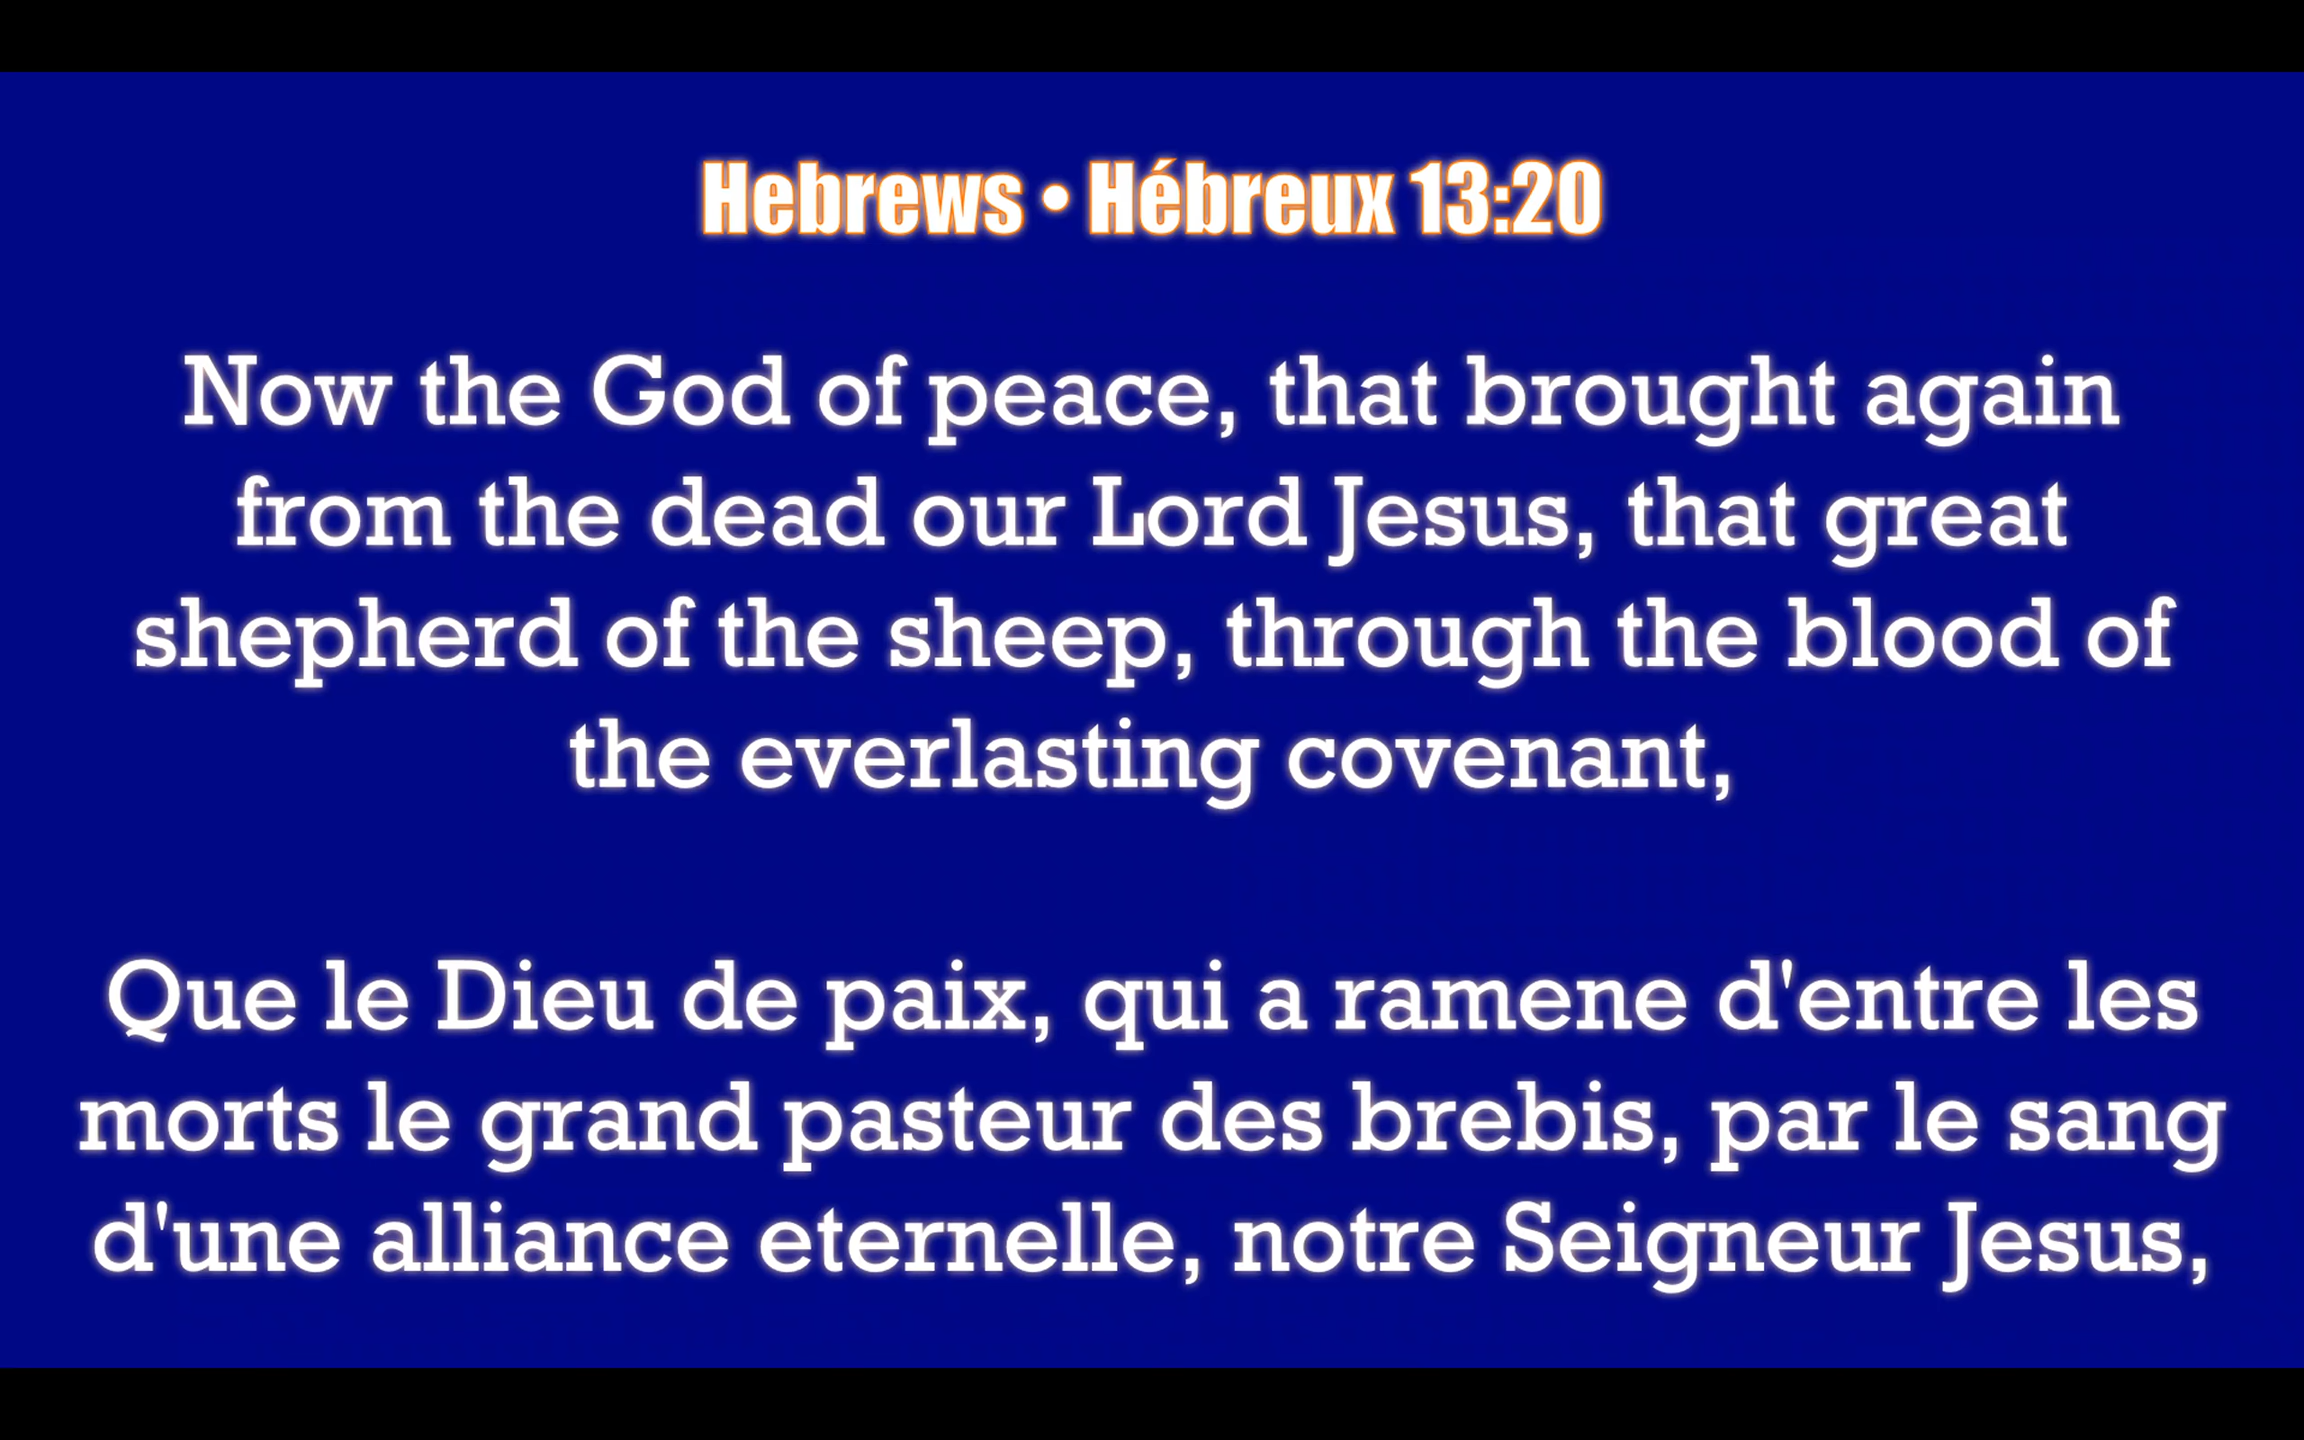 Hebrews • Hébreux 13:20
Now the God of peace, that brought again
from the dead our Lord Jesus, that great
shepherd of the sheep, through the blood of
the everlasting covenant,
Que le Dieu de paix, qui a ramene d'entre les
morts le grand pasteur des brebis, par le sang
d'une alliance eternelle, notre Seigneur Jesus,